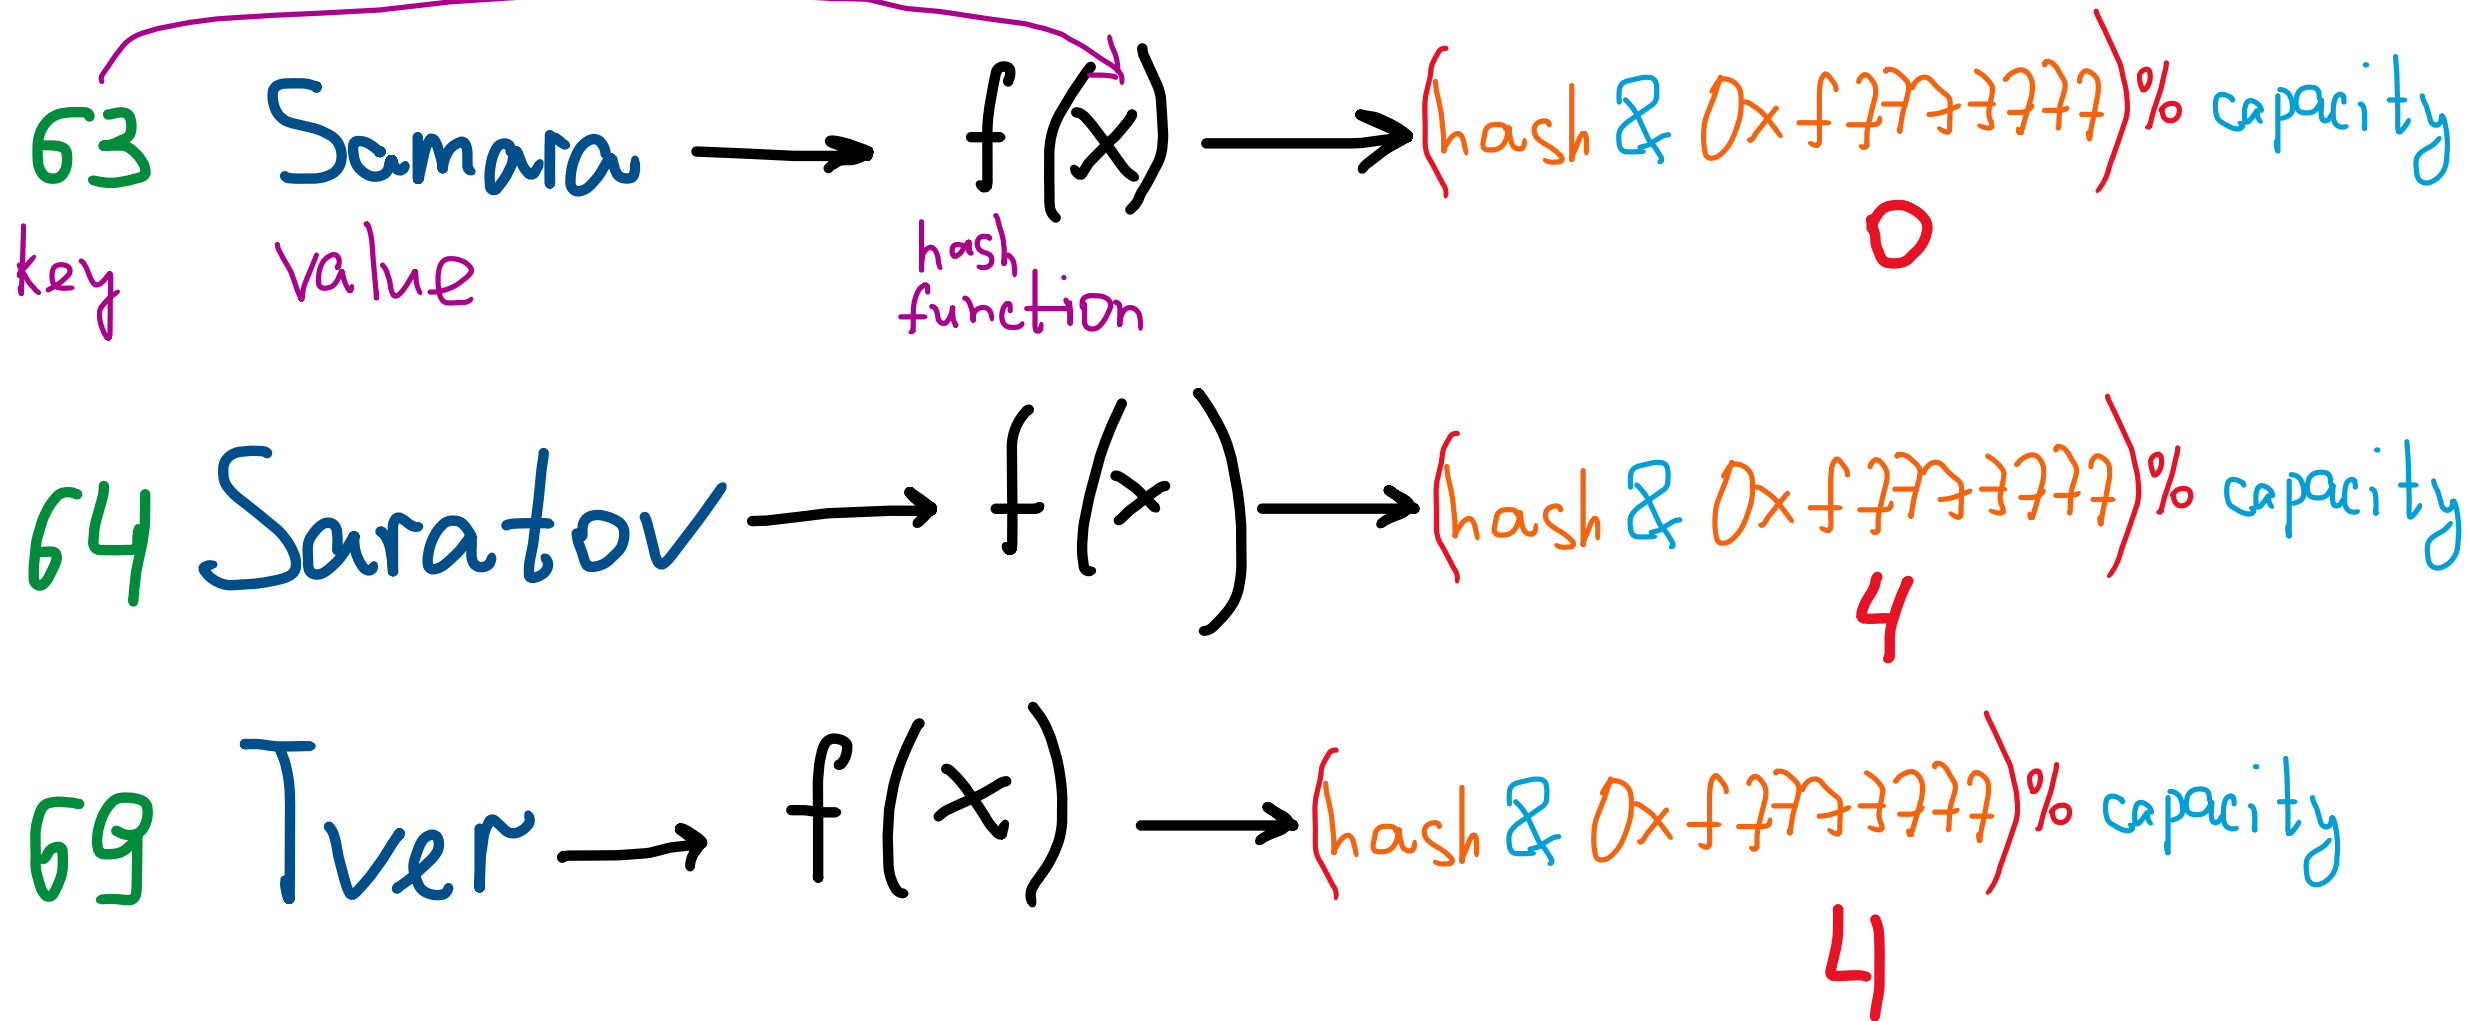 63 Samara → f(x) → (hash & 0xf7777777) % capacity
key value hash function 0
64 Saratov → f(x) → (hash & 0xf7777777) % capacity
4
69 Tver → f(x) → (hash & 0xf7777777) % capacity
4